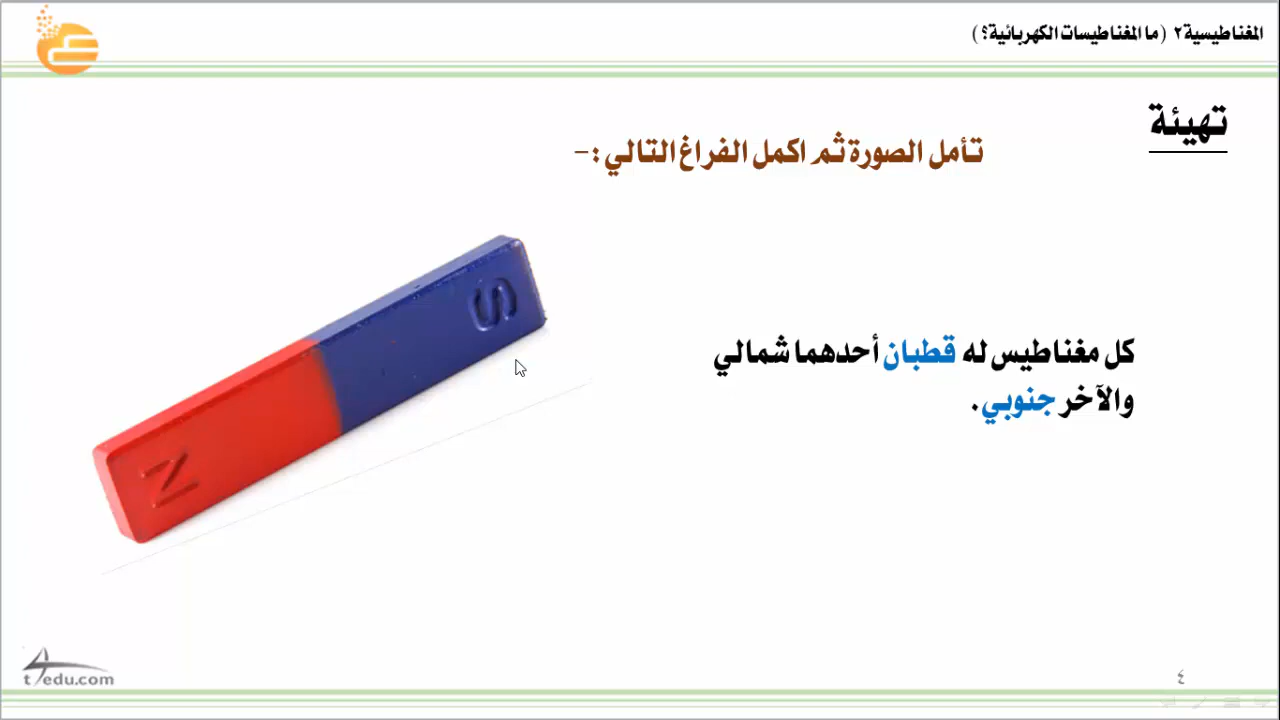 المغناطيسية٢ (ما المغناطيسات الكهربائية؟)
تهيئة
تأمل الصورة ثم اكمل الفراغ التالي :-
كل مغناطيس له قطبان أحدهما شمالي
والآخر جنوبي.
S
N
t4edu.com
٤